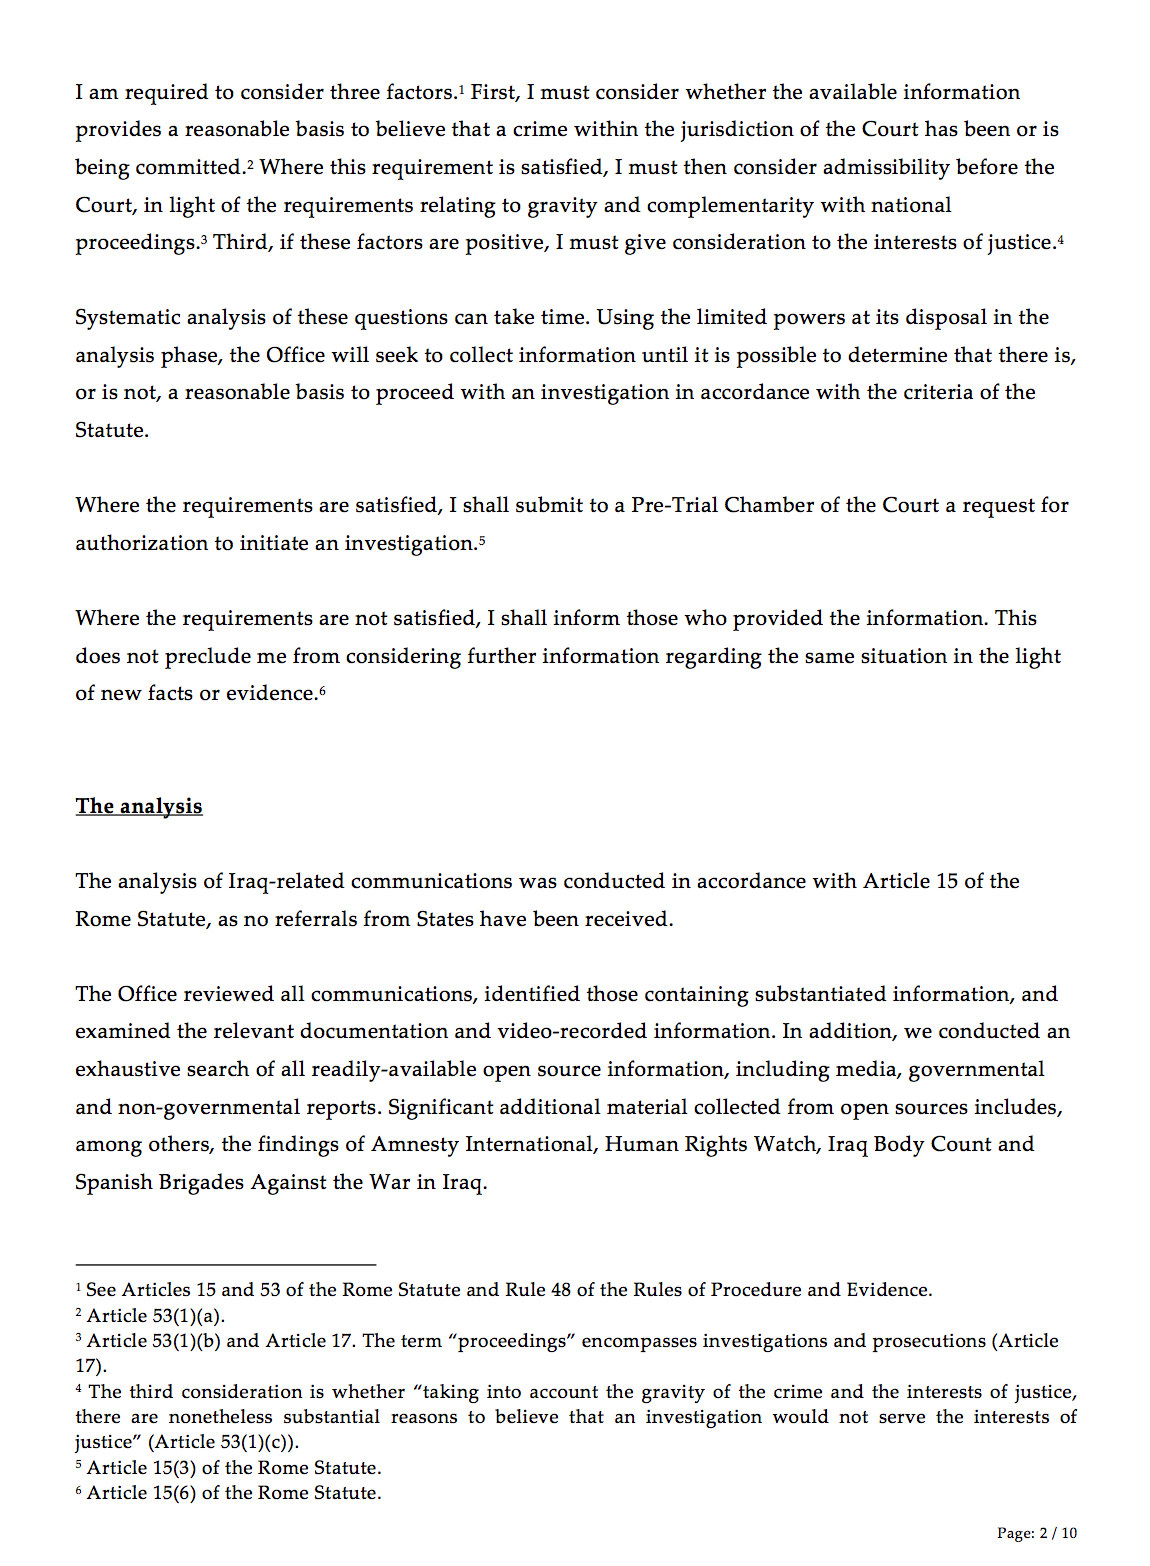 I am required to consider three factors.¹ First, I must consider whether the available information
provides a reasonable basis to believe that a crime within the jurisdiction of the Court has been or is
being committed.² Where this requirement is satisfied, I must then consider admissibility before the
Court, in light of the requirements relating to gravity and complementarity with national
proceedings.³ Third, if these factors are positive, I must give consideration to the interests of justice.⁴
Systematic analysis of these questions can take time. Using the limited powers at its disposal in the
analysis phase, the Office will seek to collect information until it is possible to determine that there is,
or is not, a reasonable basis to proceed with an investigation in accordance with the criteria of the
Statute.
Where the requirements are satisfied, I shall submit to a Pre-Trial Chamber of the Court a request for
authorization to initiate an investigation.⁵
Where the requirements are not satisfied, I shall inform those who provided the information. This
does not preclude me from considering further information regarding the same situation in the light
of new facts or evidence.⁶
The analysis
The analysis of Iraq-related communications was conducted in accordance with Article 15 of the
Rome Statute, as no referrals from States have been received.
The Office reviewed all communications, identified those containing substantiated information, and
examined the relevant documentation and video-recorded information. In addition, we conducted an
exhaustive search of all readily-available open source information, including media, governmental
and non-governmental reports. Significant additional material collected from open sources includes,
among others, the findings of Amnesty International, Human Rights Watch, Iraq Body Count and
Spanish Brigades Against the War in Iraq.
¹ See Articles 15 and 53 of the Rome Statute and Rule 48 of the Rules of Procedure and Evidence.
² Article 53(1)(a).
³ Article 53(1)(b) and Article 17. The term “proceedings” encompasses investigations and prosecutions (Article
17).
⁴ The third consideration is whether “taking into account the gravity of the crime and the interests of justice,
there are nonetheless substantial reasons to believe that an investigation would not serve the interests of
justice” (Article 53(1)(c)).
⁵ Article 15(3) of the Rome Statute.
⁶ Article 15(6) of the Rome Statute.
Page: 2 / 10